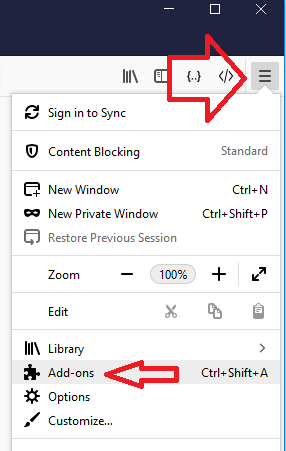 {..}
</>
Sign in to Sync
Content Blocking Standard
New Window Ctrl+N
New Private Window Ctrl+Shift+P
Restore Previous Session
Zoom 100%
Edit
Library
Add-ons Ctrl+Shift+A
Options
Customize...